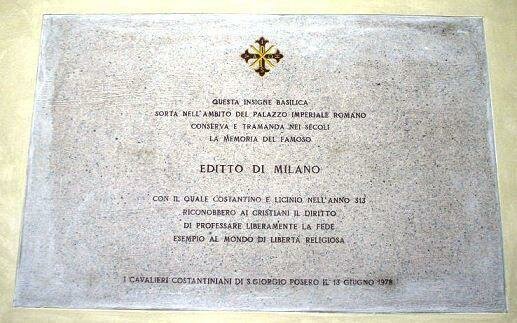 QUESTA INSIGNE BASILICA
SORTA NELL'AMBITO DEL PALAZZO IMPERIALE ROMANO
CONSERVA E TRAMANDA NEI SECOLI
LA MEMORIA DEL FAMOSO
EDITTO DI MILANO
CON IL QUALE COSTANTINO E LICINIO NELL'ANNO 313
RICONOBBERO AI CRISTIANI IL DIRITTO
DI PROFESSARE LIBERAMENTE LA FEDE
ESEMPIO AL MONDO DI LIBERTÀ RELIGIOSA
I CAVALIERI COSTANTINIANI DI S.GIORGIO POSERO IL 13 GIUGNO 1978